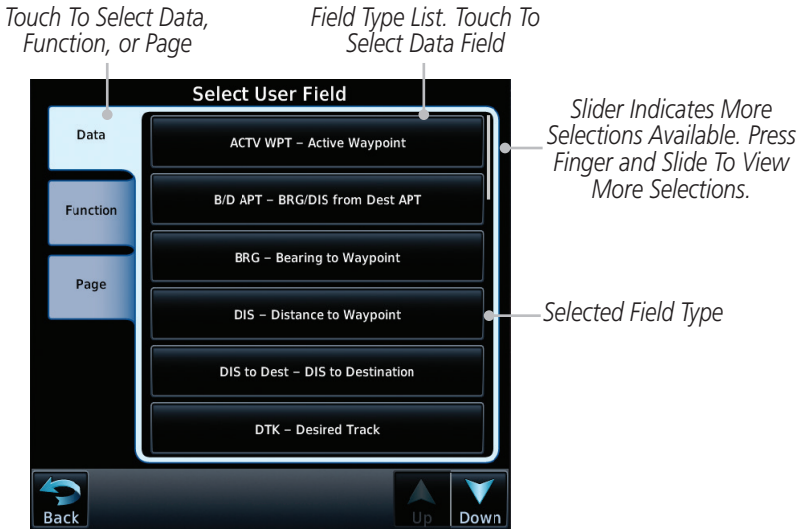 Touch To Select Data,
Function, or Page
Field Type List. Touch To
Select Data Field
Select User Field
Data
Function
Page
ACTV WPT – Active Waypoint
B/D APT – BRG/DIS from Dest APT
BRG – Bearing to Waypoint
DIS – Distance to Waypoint
DIS to Dest – DIS to Destination
DTK – Desired Track
Slider Indicates More
Selections Available. Press
Finger and Slide To View
More Selections.
Selected Field Type
Back
Up
Down